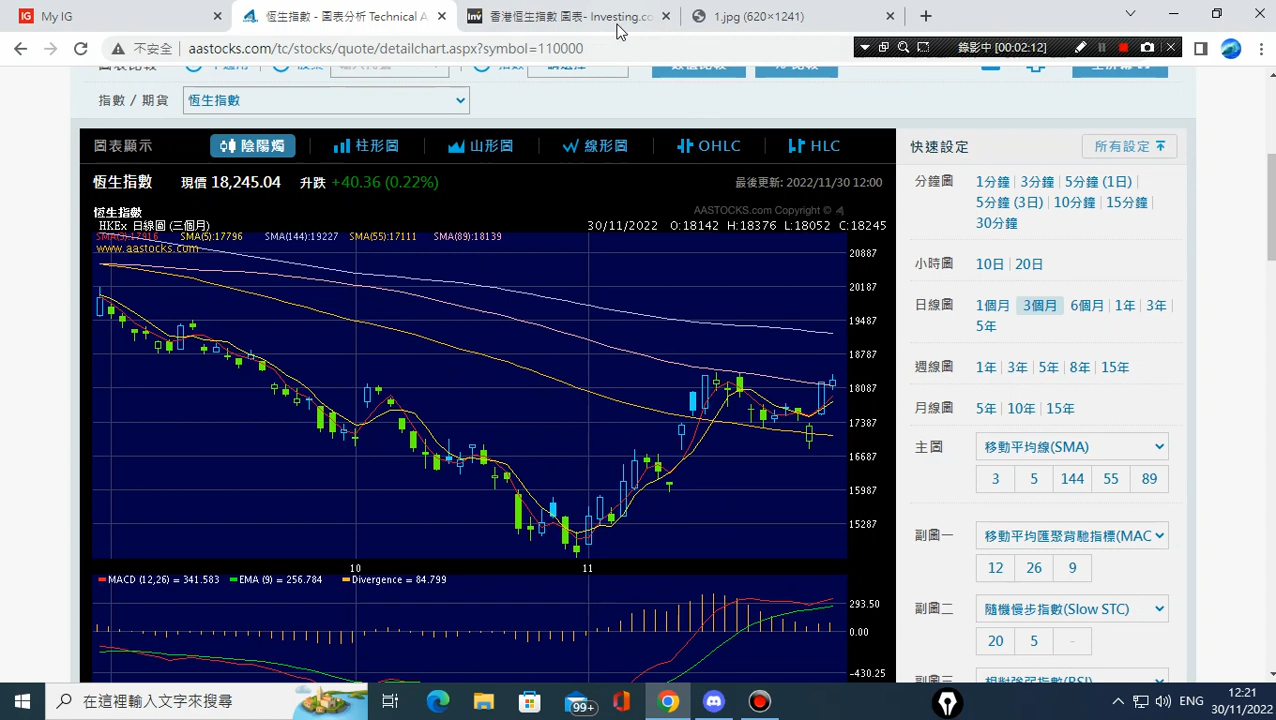 My IG
恆生指數 - 圖表分析 Technical A
香港恒生指數 圖表- Investing.co
1.jpg (620×1241)
不安全
aastocks.com/tc/stocks/quote/detailchart.aspx?symbol=110000
錄影中 [00:02:12]
指數 / 期貨
恆生指數
圖表顯示
陰陽燭
柱形圖
山形圖
線形圖
OHLC
HLC
恆生指數 現價 18,245.04 升跌 +40.36 (0.22%)
最後更新: 2022/11/30 12:00
AASTOCKS.com Copyright ©
恆生指數
HKEx 日線圖 (三個月)
30/11/2022 O:18142 H:18376 L:18052 C:18245
SMA(3):17918 SMA(5):17796 SMA(144):19227 SMA(55):17111 SMA(89):18139
www.aastocks.com
20887
20187
19487
18787
18087
17387
16687
15987
15287
10
11
MACD (12,26) = 341.583 EMA (9) = 256.784 Divergence = 84.799
293.50
0.00
-430.25
快速設定
所有設定
分鐘圖
1分鐘 | 3分鐘 | 5分鐘 (1日) |
5分鐘 (3日) | 10分鐘 | 15分鐘 |
30分鐘
小時圖
10日 | 20日
日線圖
1個月 | 3個月 | 6個月 | 1年 | 3年 |
5年
週線圖
1年 | 3年 | 5年 | 8年 | 15年
月線圖
5年 | 10年 | 15年
主圖
移動平均線(SMA)
3 5 144 55 89
副圖一
移動平均匯聚背馳指標(MAC
12 26 9
副圖二
隨機慢步指數(Slow STC)
20 5 -
在這裡輸入文字來搜尋
99+
ENG
12:21
30/11/2022